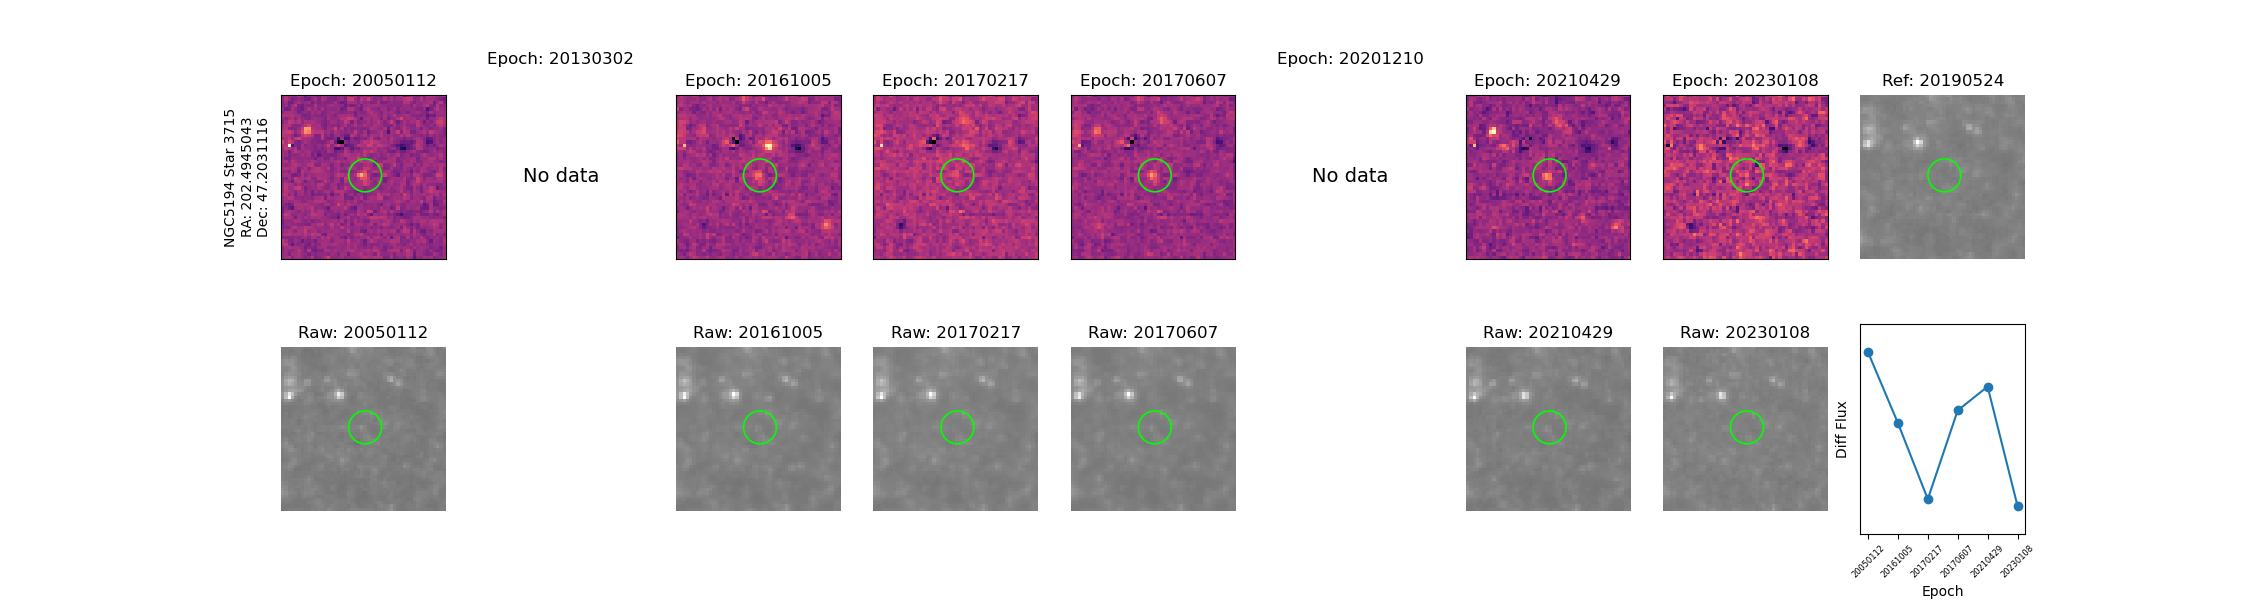 Epoch: 20130302
Epoch: 20201210
Epoch: 20050112
Epoch: 20161005
Epoch: 20170217
Epoch: 20170607
Epoch: 20210429
Epoch: 20230108
Ref: 20190524
NGC5194 Star 3715
RA: 202.4945043
Dec: 47.2031116
No data
No data
Raw: 20050112
Raw: 20161005
Raw: 20170217
Raw: 20170607
Raw: 20210429
Raw: 20230108
Diff Flux
20050112
20161005
20170217
20170607
20210429
20230108
Epoch